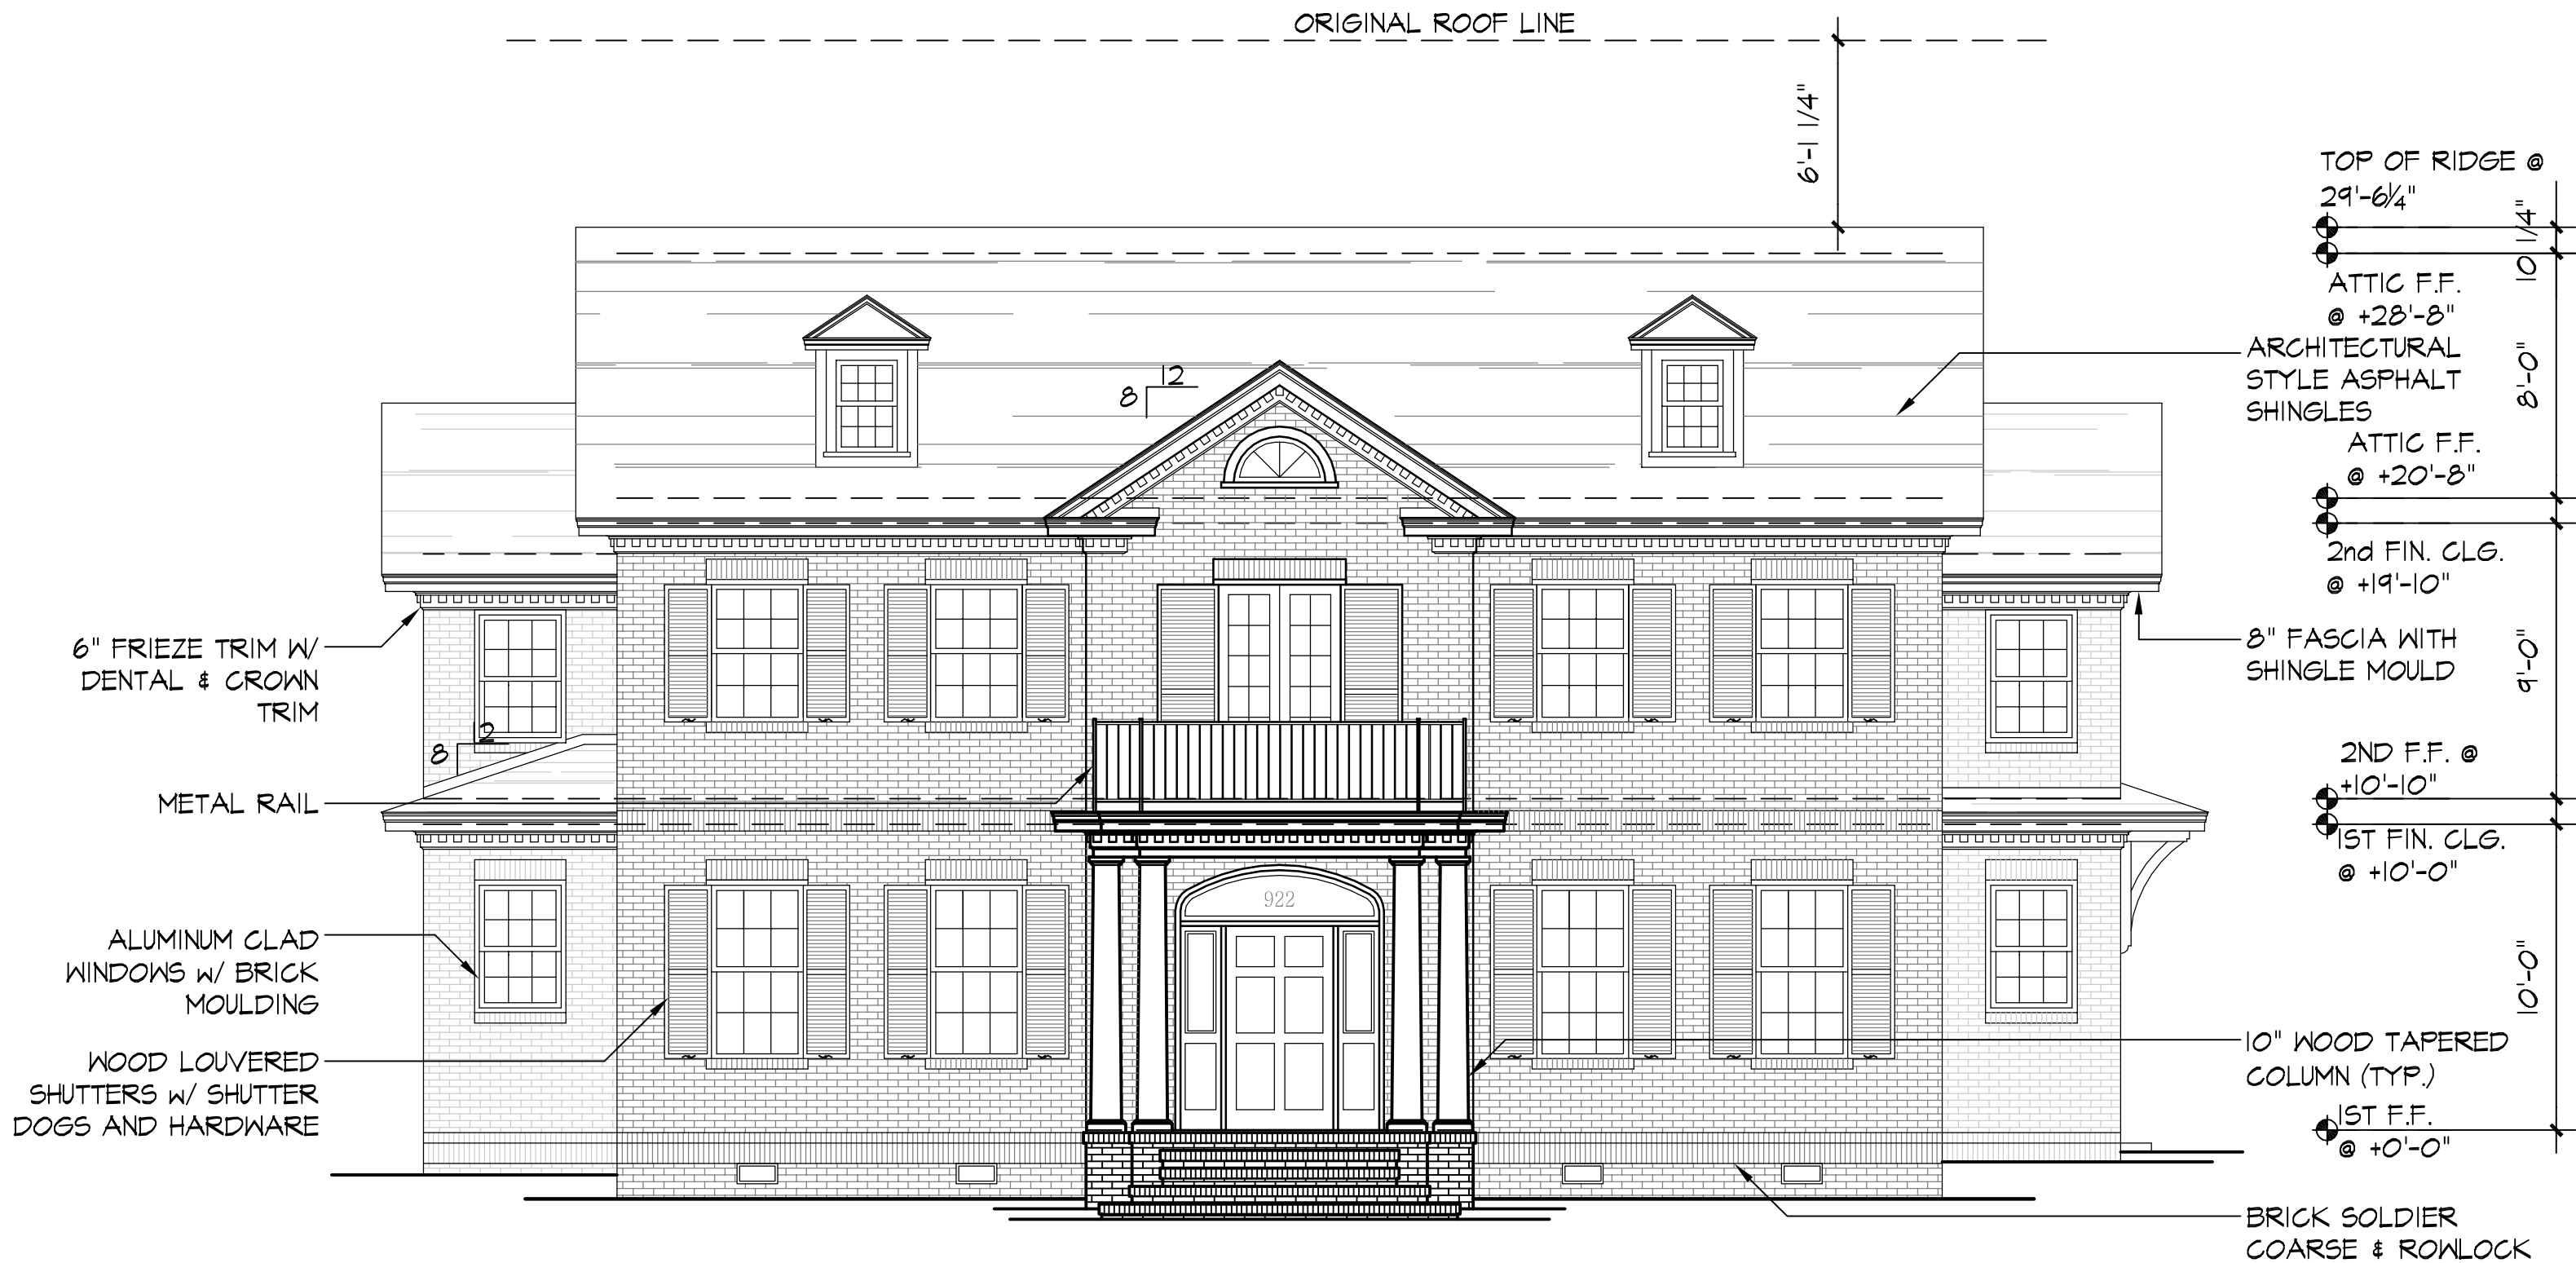 ORIGINAL ROOF LINE
6'-1 1/4"
TOP OF RIDGE @
29'-6¼"
10 1/4"
ATTIC F.F.
@ +28'-8"
ARCHITECTURAL
STYLE ASPHALT
SHINGLES
8'-0"
12
8
ATTIC F.F.
@ +20'-8"
2nd FIN. CLG.
@ +19'-10"
6" FRIEZE TRIM W/
DENTAL & CROWN
TRIM
8" FASCIA WITH
SHINGLE MOULD
9'-0"
12
8
METAL RAIL
2ND F.F. @
+10'-10"
1ST FIN. CLG.
@ +10'-0"
922
ALUMINUM CLAD
WINDOWS w/ BRICK
MOULDING
10'-0"
WOOD LOUVERED
SHUTTERS w/ SHUTTER
DOGS AND HARDWARE
10" WOOD TAPERED
COLUMN (TYP.)
1ST F.F.
@ +0'-0"
BRICK SOLDIER
COARSE & ROWLOCK